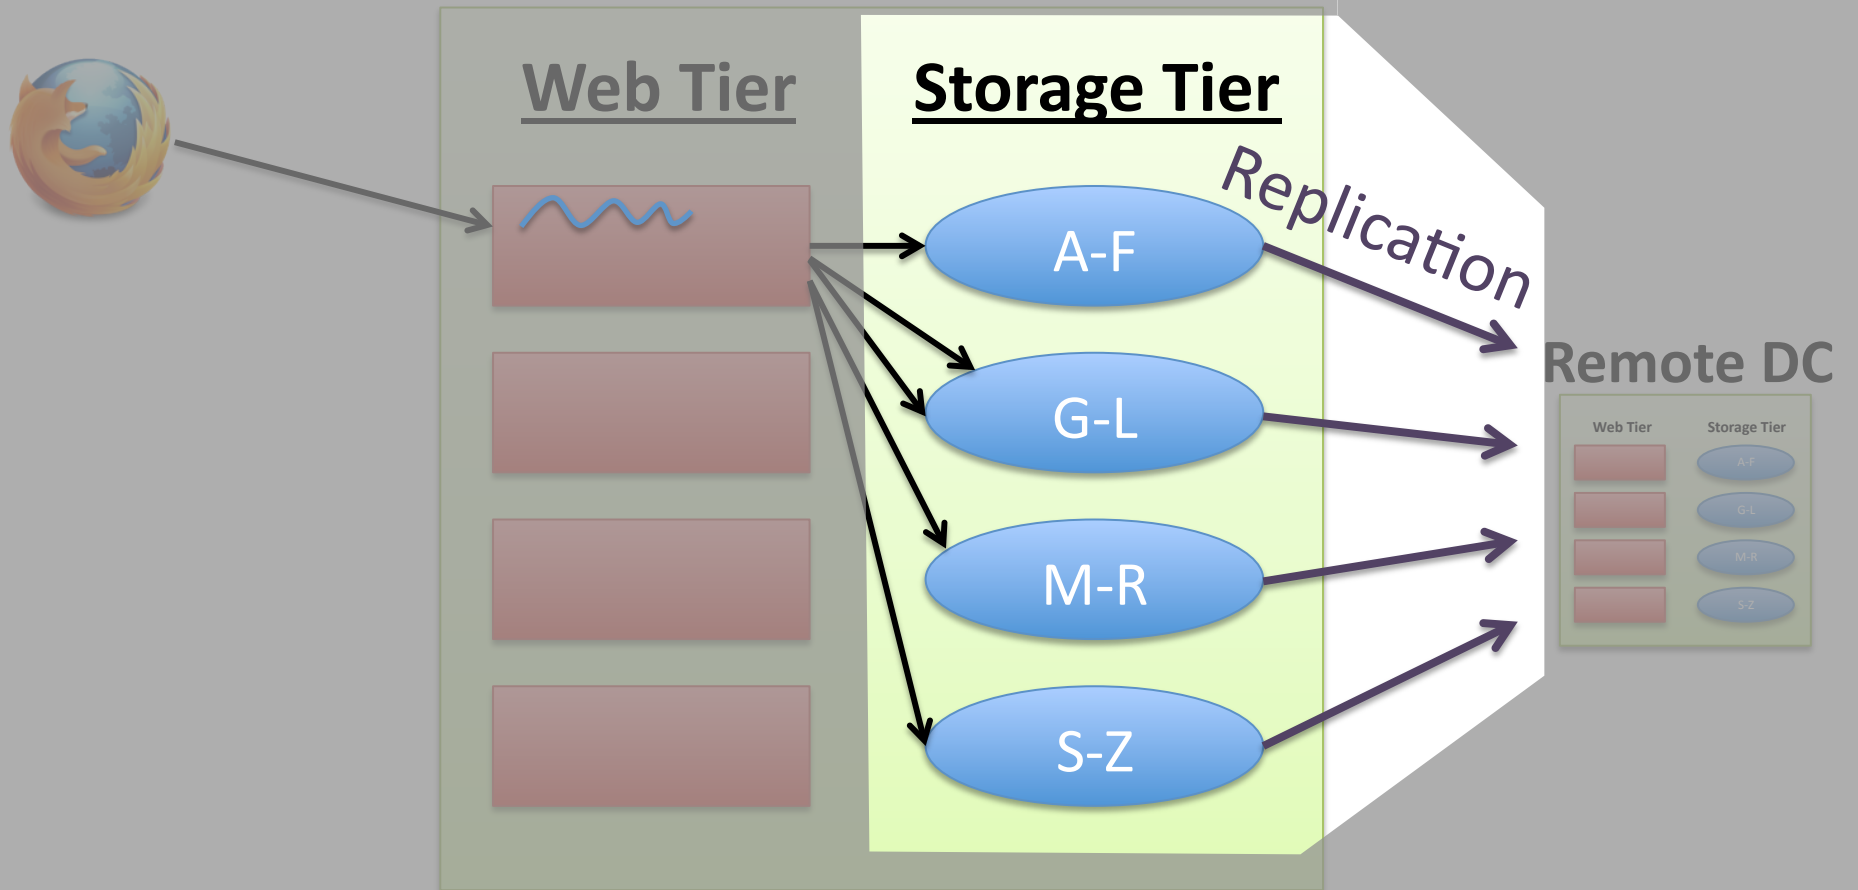 Web Tier
Storage Tier
Replication
A-F
G-L
M-R
S-Z
Remote DC
Web Tier
Storage Tier
A-F
G-L
M-R
S-Z